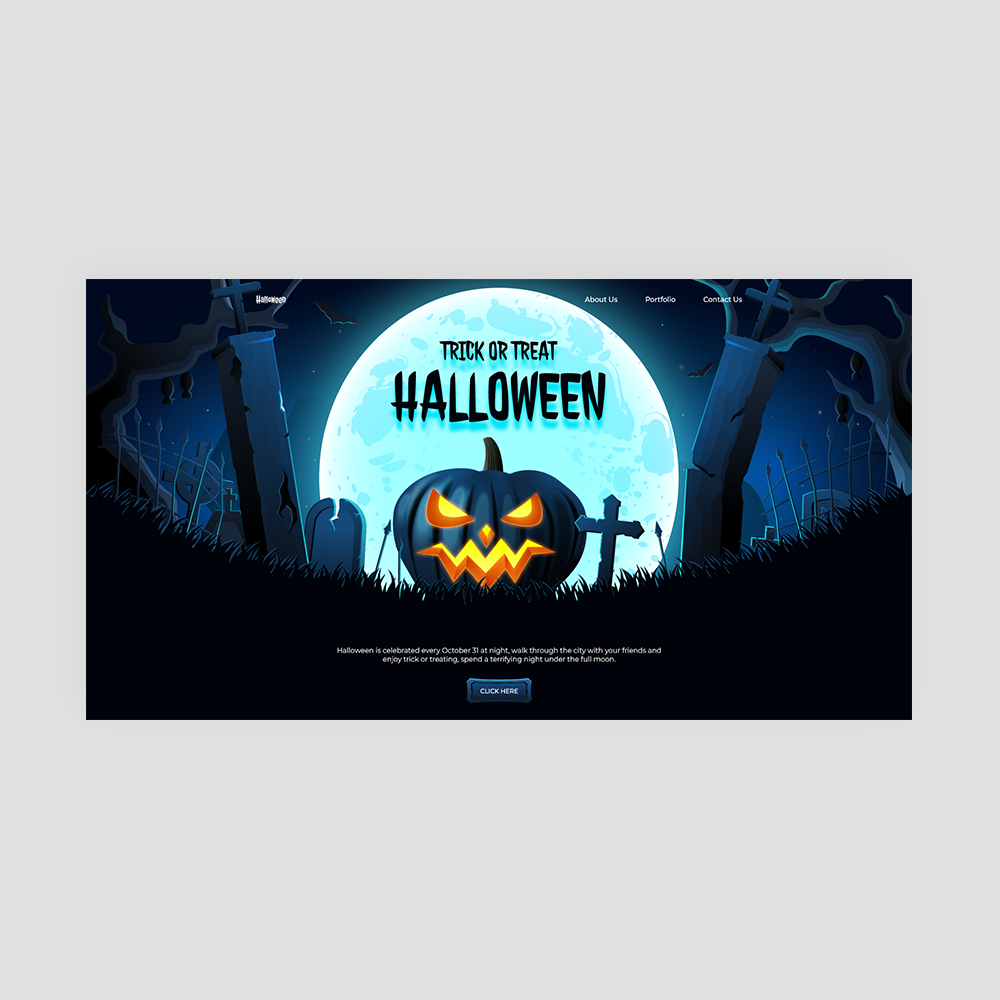 Halloween
About Us
Portfolio
Contact Us
TRICK OR TREAT
HALLOWEEN
Halloween is celebrated every October 31 at night, walk through the city with your friends and
enjoy trick or treating, spend a terrifying night under the full moon.
CLICK HERE